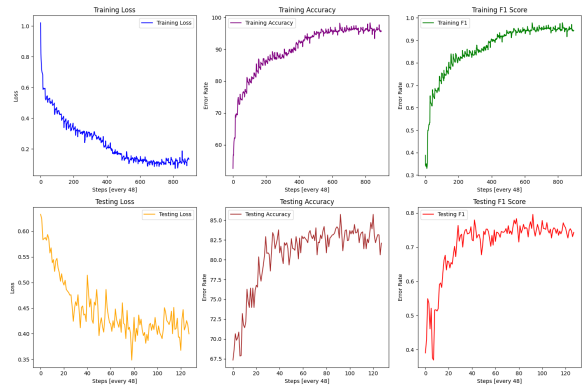 Training Loss
Training Loss
1.0
0.8
0.6
0.4
0.2
Loss
0 200 400 600 800
Steps [every 48]
Training Accuracy
Training Accuracy
100
90
80
70
60
Error Rate
0 200 400 600 800
Steps [every 48]
Training F1 Score
Training F1
1.0
0.9
0.8
0.7
0.6
0.5
0.4
0.3
Error Rate
0 200 400 600 800
Steps [every 48]
Testing Loss
Testing Loss
0.60
0.55
0.50
0.45
0.40
0.35
Loss
0 20 40 60 80 100 120
Steps [every 48]
Testing Accuracy
Testing Accuracy
85.0
82.5
80.0
77.5
75.0
72.5
70.0
67.5
Error Rate
0 20 40 60 80 100 120
Steps [every 48]
Testing F1 Score
Testing F1
0.8
0.7
0.6
0.5
0.4
Error Rate
0 20 40 60 80 100 120
Steps [every 48]